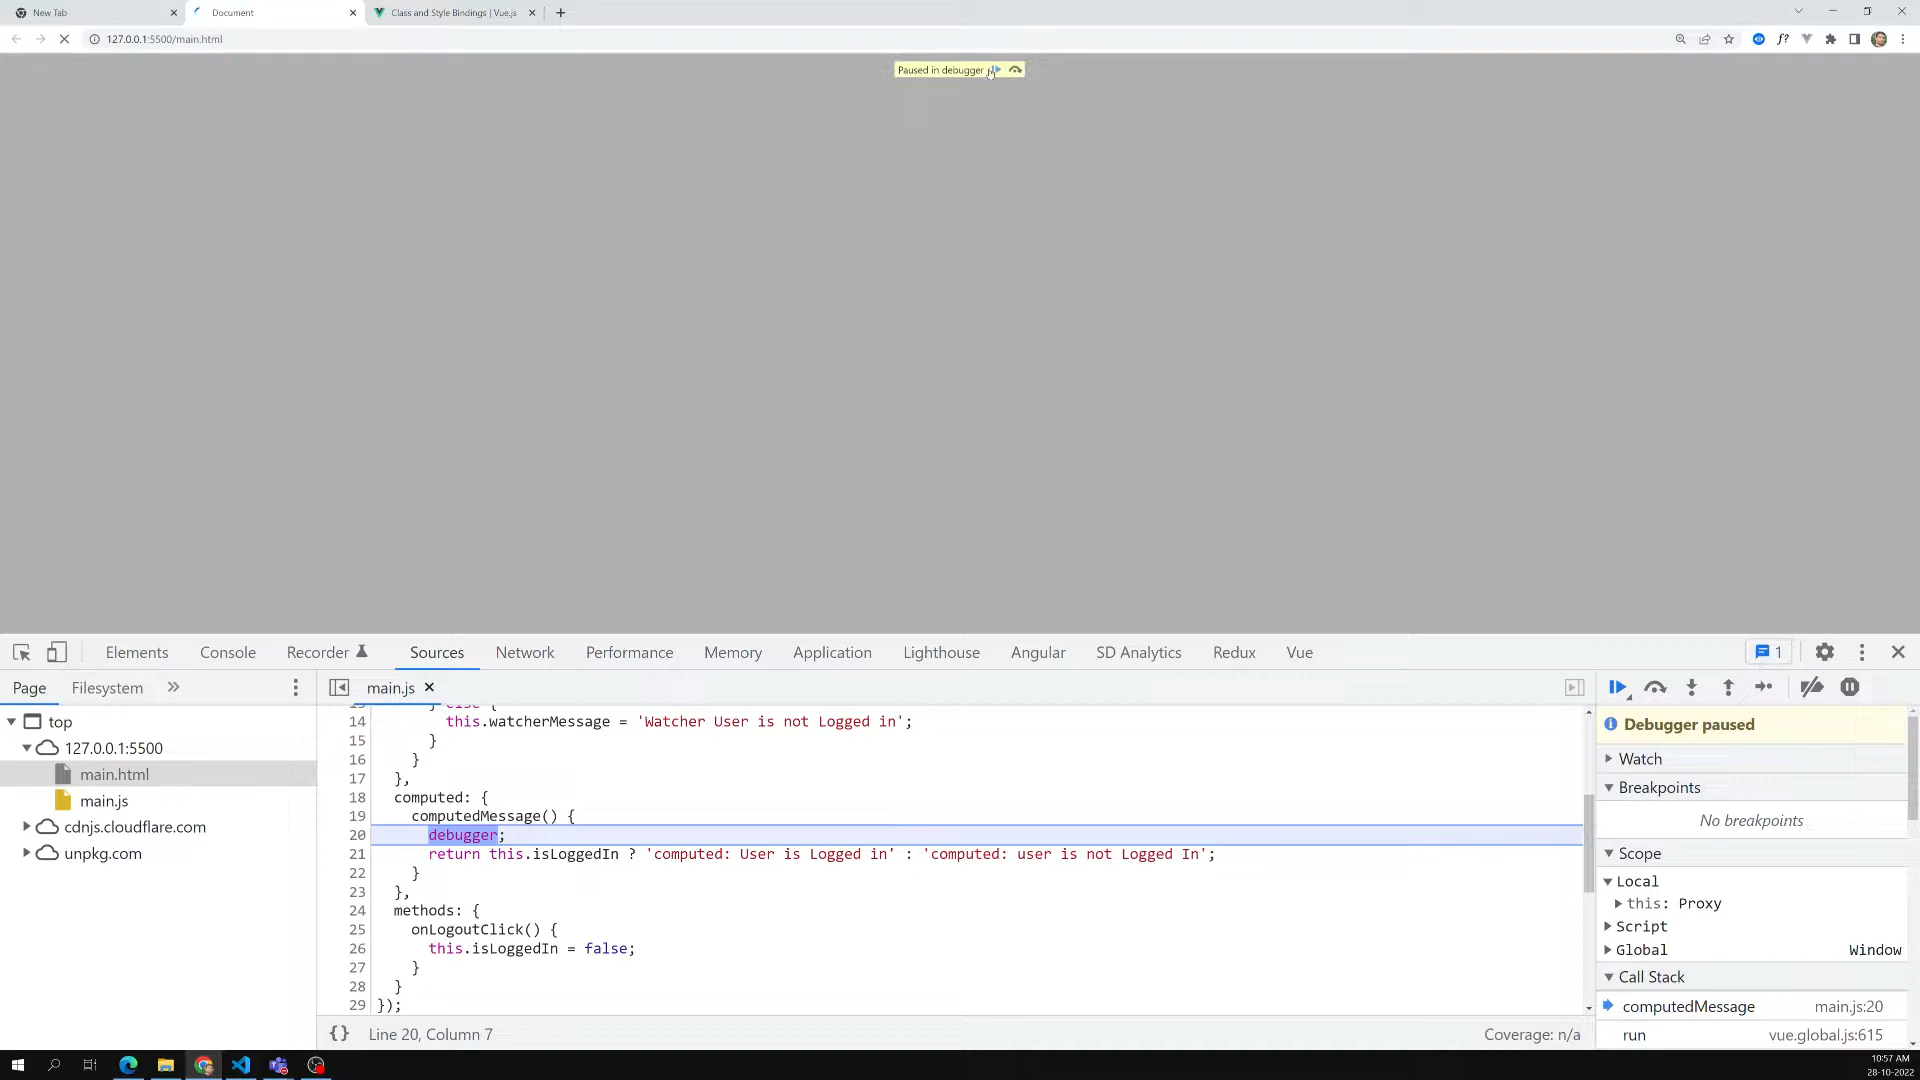 New Tab
Document
Class and Style Bindings | Vue.js
127.0.0.1:5500/main.html
f?
Paused in debugger
Elements
Console
Recorder
Sources
Network
Performance
Memory
Application
Lighthouse
Angular
SD Analytics
Redux
Vue
1
Page
Filesystem
main.js
top
127.0.0.1:5500
main.html
main.js
cdnjs.cloudflare.com
unpkg.com
13 } else {
14 this.watcherMessage = 'Watcher User is not Logged in';
15 }
16 }
17 },
18 computed: {
19 computedMessage() {
20 debugger;
21 return this.isLoggedIn ? 'computed: User is Logged in' : 'computed: user is not Logged In';
22 }
23 },
24 methods: {
25 onLogoutClick() {
26 this.isLoggedIn = false;
27 }
28 }
29 });
{} Line 20, Column 7
Coverage: n/a
Debugger paused
Watch
Breakpoints
No breakpoints
Scope
Local
this: Proxy
Script
Global Window
Call Stack
computedMessage main.js:20
run vue.global.js:615
10:57 AM
28-10-2022